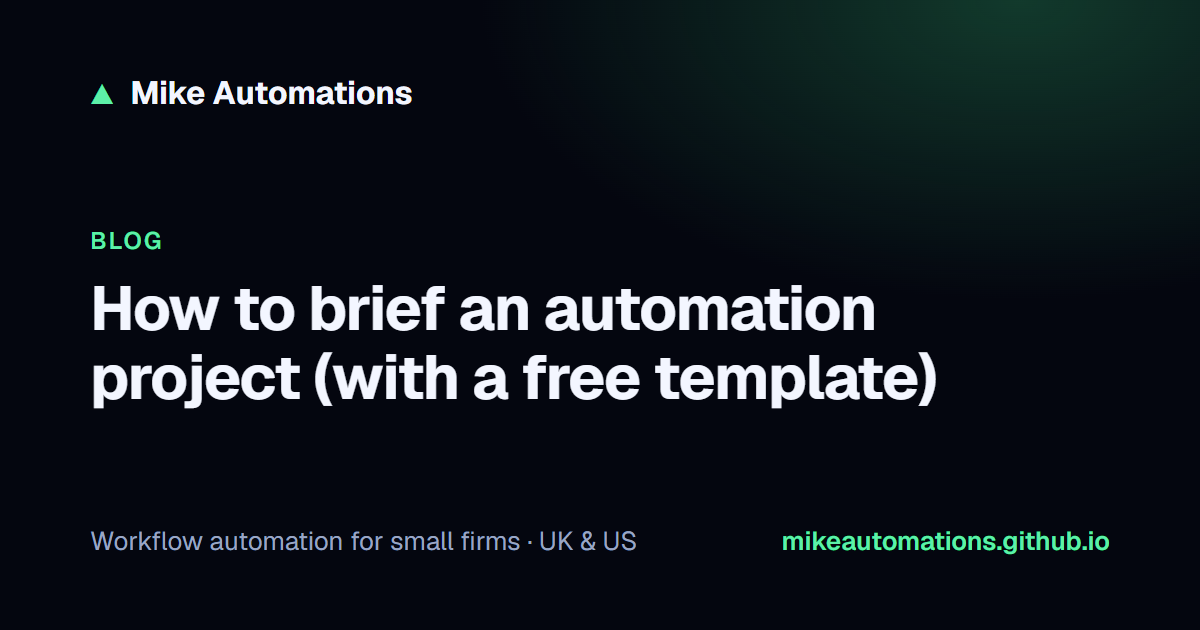 Mike Automations
BLOG
How to brief an automation
project (with a free template)
Workflow automation for small firms · UK & US
mikeautomations.github.io